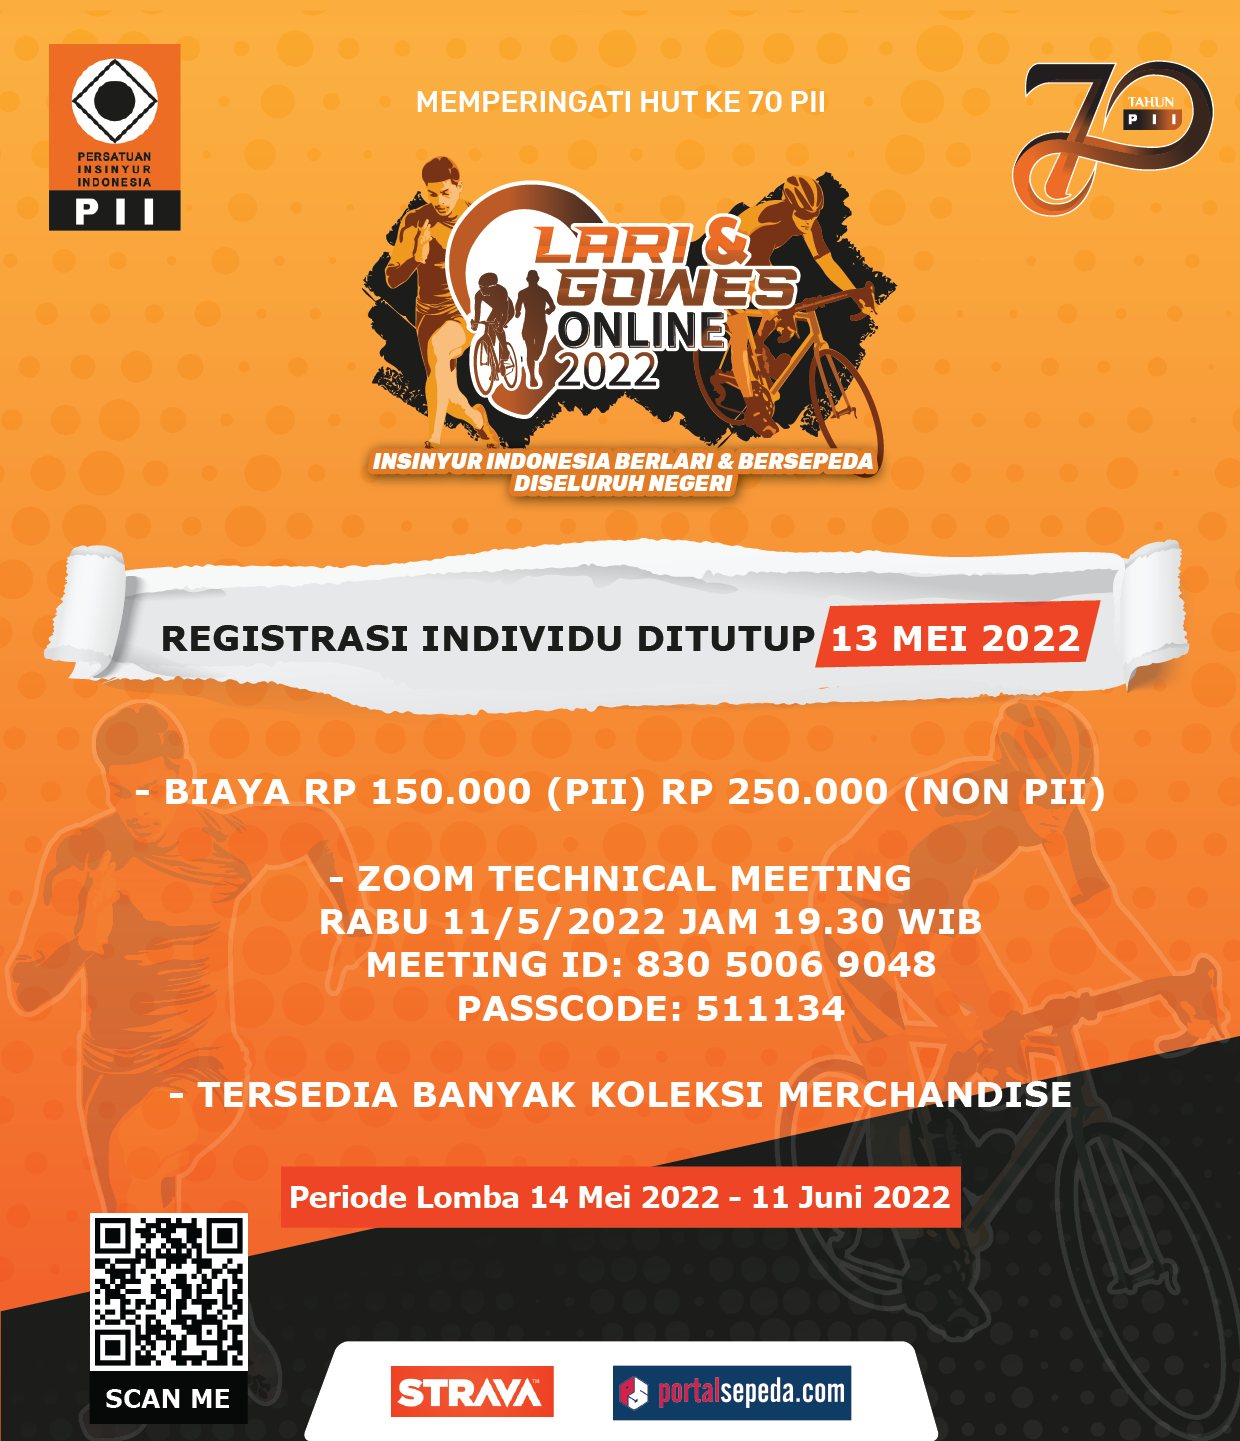 PERSATUAN
INSINYUR
INDONESIA
PII
MEMPERINGATI HUT KE 70 PII
70
TAHUN
PII
LARI &
GOWES
ONLINE
2022
INSINYUR INDONESIA BERLARI & BERSEPEDA
DISELURUH NEGERI
REGISTRASI INDIVIDU DITUTUP 13 MEI 2022
- BIAYA RP 150.000 (PII) RP 250.000 (NON PII)
- ZOOM TECHNICAL MEETING
RABU 11/5/2022 JAM 19.30 WIB
MEETING ID: 830 5006 9048
PASSCODE: 511134
- TERSEDIA BANYAK KOLEKSI MERCHANDISE
Periode Lomba 14 Mei 2022 - 11 Juni 2022
SCAN ME
STRAVA™
PS portalsepeda.com